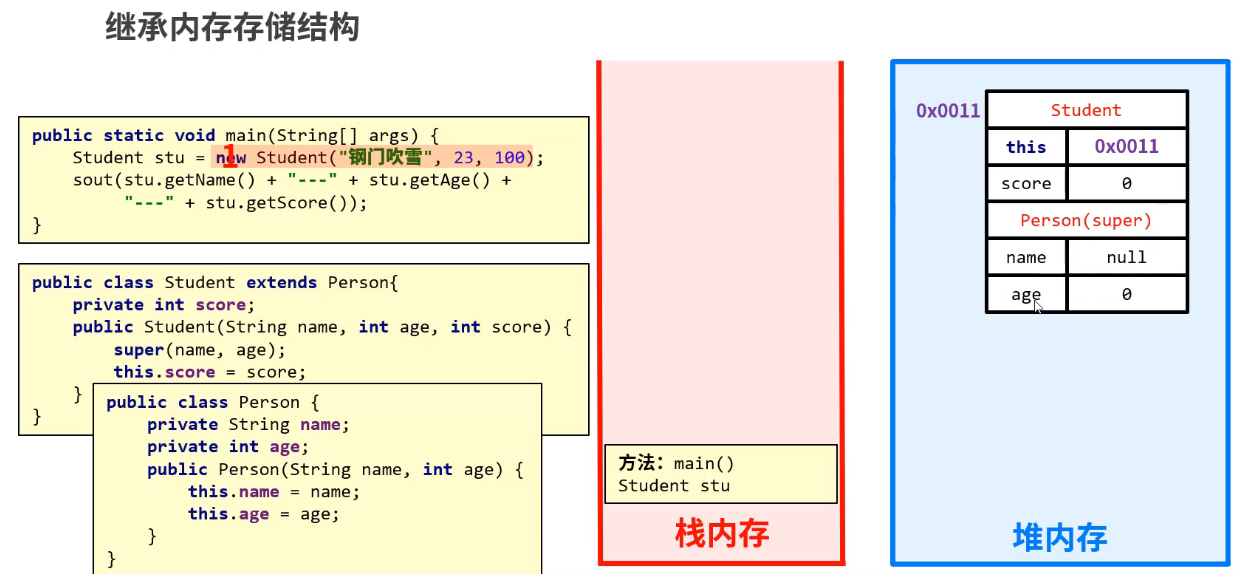 继承内存存储结构
public static void main(String[] args) {
Student stu = new Student("钢门吹雪", 23, 100);
1
sout(stu.getName() + "---" + stu.getAge() +
"---" + stu.getScore());
}
public class Student extends Person{
private int score;
public Student(String name, int age, int score) {
super(name, age);
this.score = score;
}
}
public class Person {
private String name;
private int age;
public Person(String name, int age) {
this.name = name;
this.age = age;
}
}
方法：main()
Student stu
栈内存
0x0011
Student
this 0x0011
score 0
Person(super)
name null
age 0
堆内存